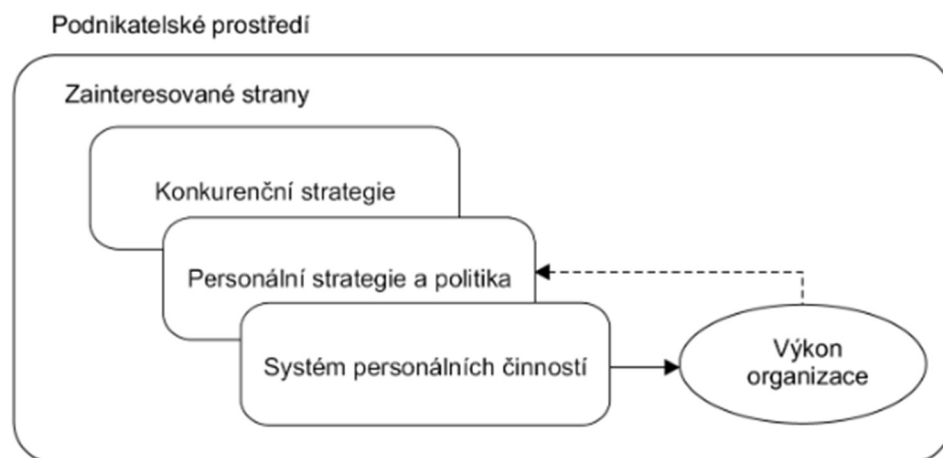 Podnikatelské prostředí
Zainteresované strany
Konkurenční strategie
Personální strategie a politika
Systém personálních činností
Výkon
organizace